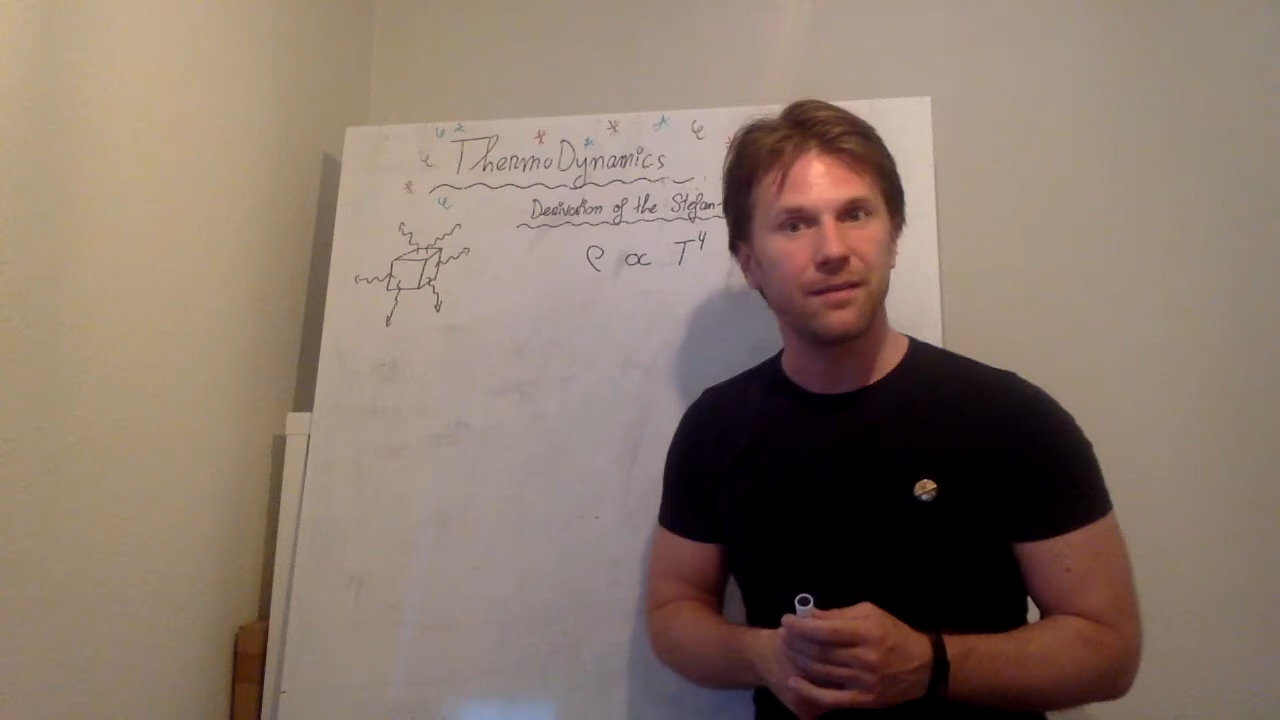 ThermoDynamics
Derivation of the Stefan-
ρ ∝ T⁴